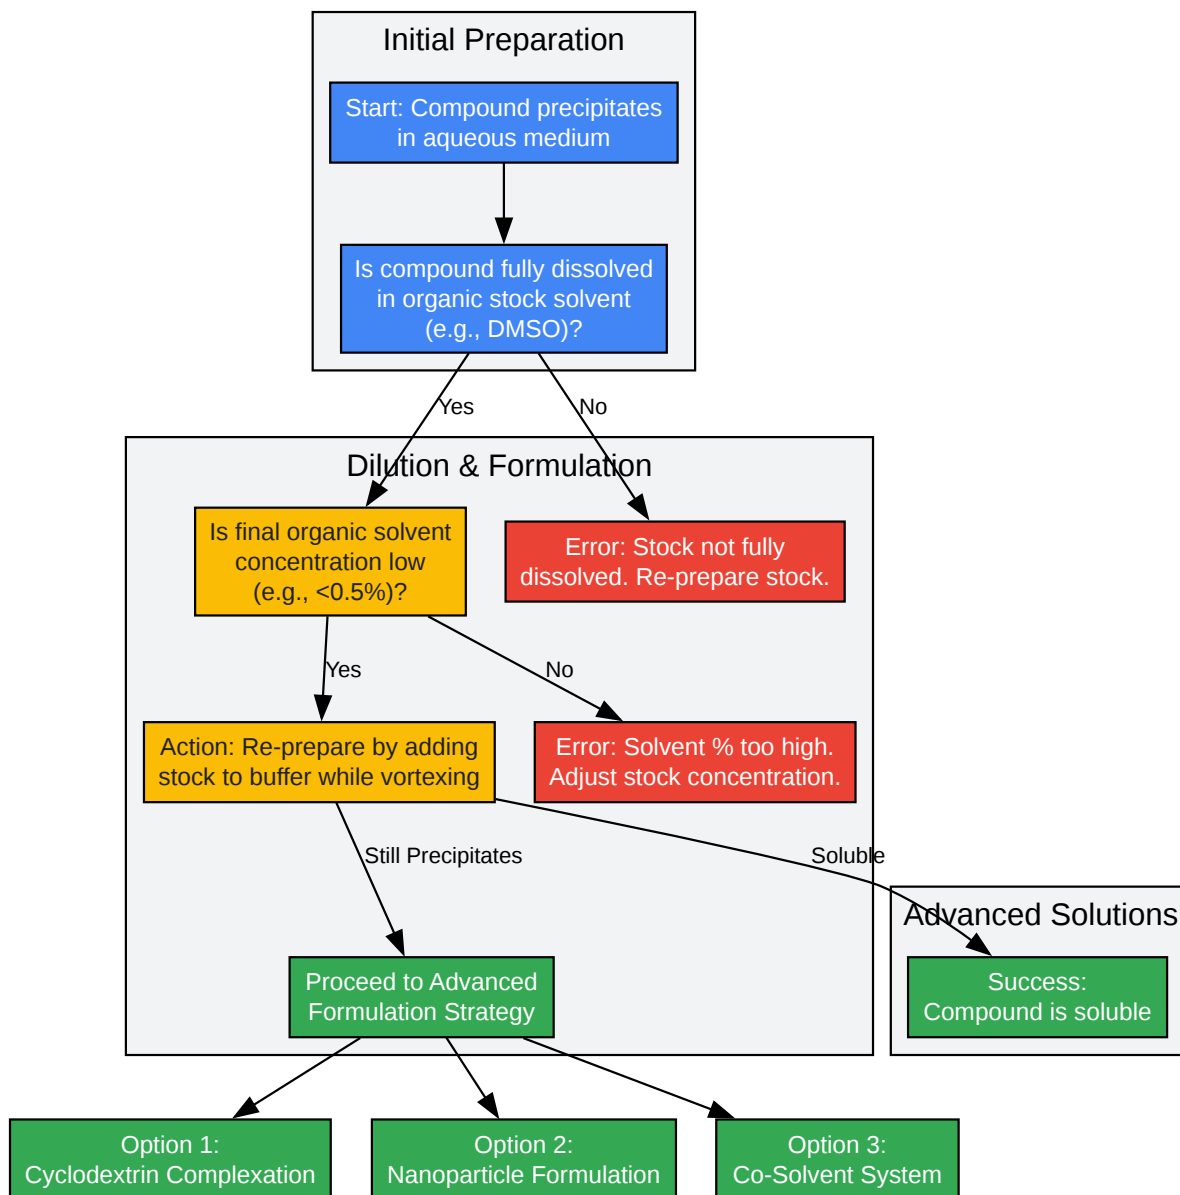 Initial Preparation
Start: Compound precipitates
in aqueous medium
Is compound fully dissolved
in organic stock solvent
(e.g., DMSO)?
Yes
No
Dilution & Formulation
Is final organic solvent
concentration low
(e.g., <0.5%)?
Error: Stock not fully
dissolved. Re-prepare stock.
Yes
No
Action: Re-prepare by adding
stock to buffer while vortexing
Error: Solvent % too high.
Adjust stock concentration.
Still Precipitates
Soluble
Advanced Solutions
Proceed to Advanced
Formulation Strategy
Success:
Compound is soluble
Option 1:
Cyclodextrin Complexation
Option 2:
Nanoparticle Formulation
Option 3:
Co-Solvent System